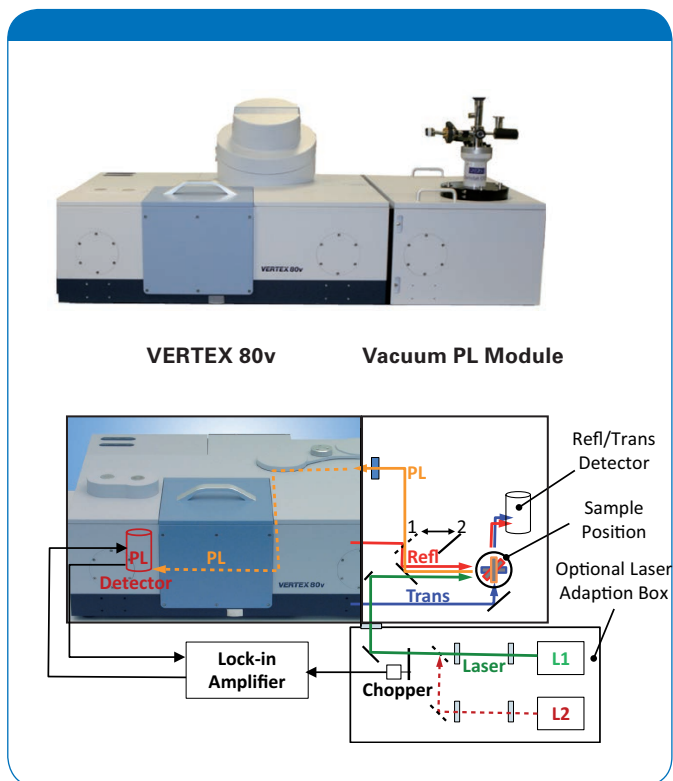 VERTEX 80v
VERTEX 80v Vacuum PL Module
Refl/Trans
Detector
Sample
Position
Optional Laser
Adaption Box
PL
1 2
Refl
Trans
PL
PL
Detector
VERTEX 80v
Lock-in
Amplifier
Chopper
Laser
L1
L2